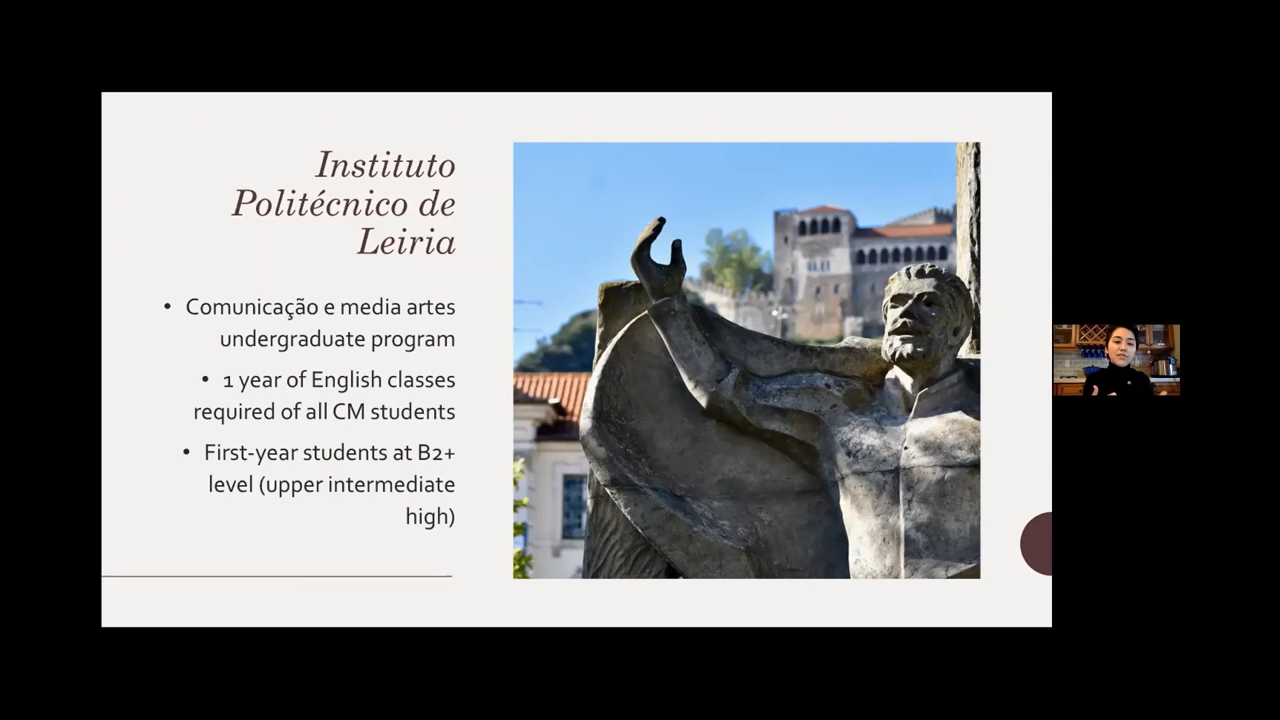 Instituto
Politécnico de
Leiria
• Comunicação e media artes
undergraduate program
• 1 year of English classes
required of all CM students
• First-year students at B2+
level (upper intermediate
high)